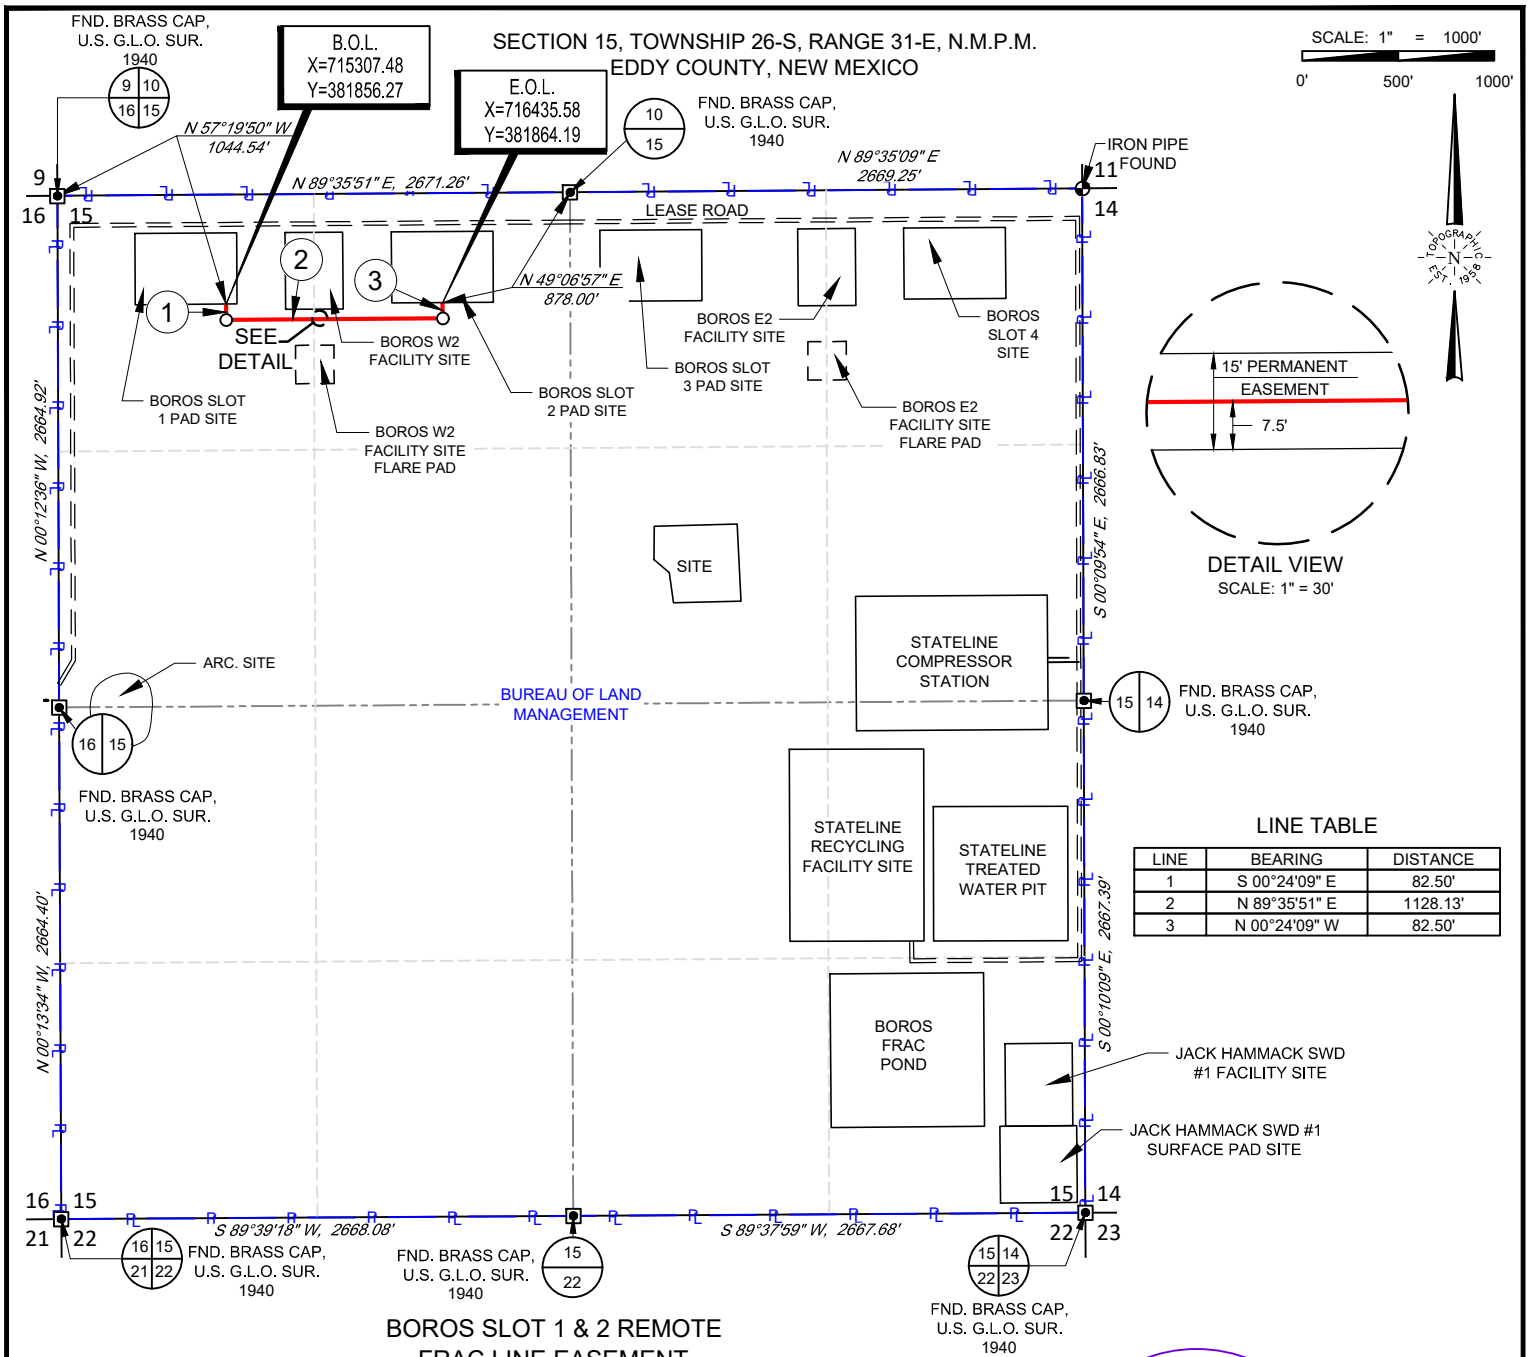 FND. BRASS CAP,
U.S. G.L.O. SUR.
1940
9 10
16 15
B.O.L.
X=715307.48
Y=381856.27
SECTION 15, TOWNSHIP 26-S, RANGE 31-E, N.M.P.M.
EDDY COUNTY, NEW MEXICO
E.O.L.
X=716435.58
Y=381864.19
10
15
FND. BRASS CAP,
U.S. G.L.O. SUR.
1940
SCALE: 1" = 1000'
0' 500' 1000'
IRON PIPE
FOUND
N 57°19'50" W
1044.54'
N 89°35'51" E, 2671.26'
N 89°35'09" E
2669.25'
9
16 15
11
14
LEASE ROAD
TOPOGRAPHIC
N
EST. 1958
1
2
3
N 49°06'57" E
878.00'
SEE
DETAIL
BOROS W2
FACILITY SITE
BOROS E2
FACILITY SITE
BOROS
SLOT 4
SITE
BOROS SLOT
1 PAD SITE
BOROS SLOT
2 PAD SITE
BOROS SLOT
3 PAD SITE
BOROS W2
FACILITY SITE
FLARE PAD
BOROS E2
FACILITY SITE
FLARE PAD
15' PERMANENT
EASEMENT
7.5'
DETAIL VIEW
SCALE: 1" = 30'
N 00°12'36" W, 2664.92'
S 00°09'54" E, 2666.83'
SITE
STATELINE
COMPRESSOR
STATION
ARC. SITE
BUREAU OF LAND
MANAGEMENT
16 15
FND. BRASS CAP,
U.S. G.L.O. SUR.
1940
15 14
FND. BRASS CAP,
U.S. G.L.O. SUR.
1940
STATELINE
RECYCLING
FACILITY SITE
STATELINE
TREATED
WATER PIT
LINE TABLE
LINE BEARING DISTANCE
1 S 00°24'09" E 82.50'
2 N 89°35'51" E 1128.13'
3 N 00°24'09" W 82.50'
N 00°13'34" W, 2664.40'
S 00°10'09" E, 2667.39'
BOROS
FRAC
POND
JACK HAMMACK SWD
#1 FACILITY SITE
JACK HAMMACK SWD #1
SURFACE PAD SITE
16 15
21 22
15 14
22 23
S 89°39'18" W, 2668.08'
S 89°37'59" W, 2667.68'
16 15
21 22
FND. BRASS CAP,
U.S. G.L.O. SUR.
1940
FND. BRASS CAP,
U.S. G.L.O. SUR.
1940
15
22
15 14
22 23
FND. BRASS CAP,
U.S. G.L.O. SUR.
1940
BOROS SLOT 1 & 2 REMOTE
FRAC LINE EASEMENT